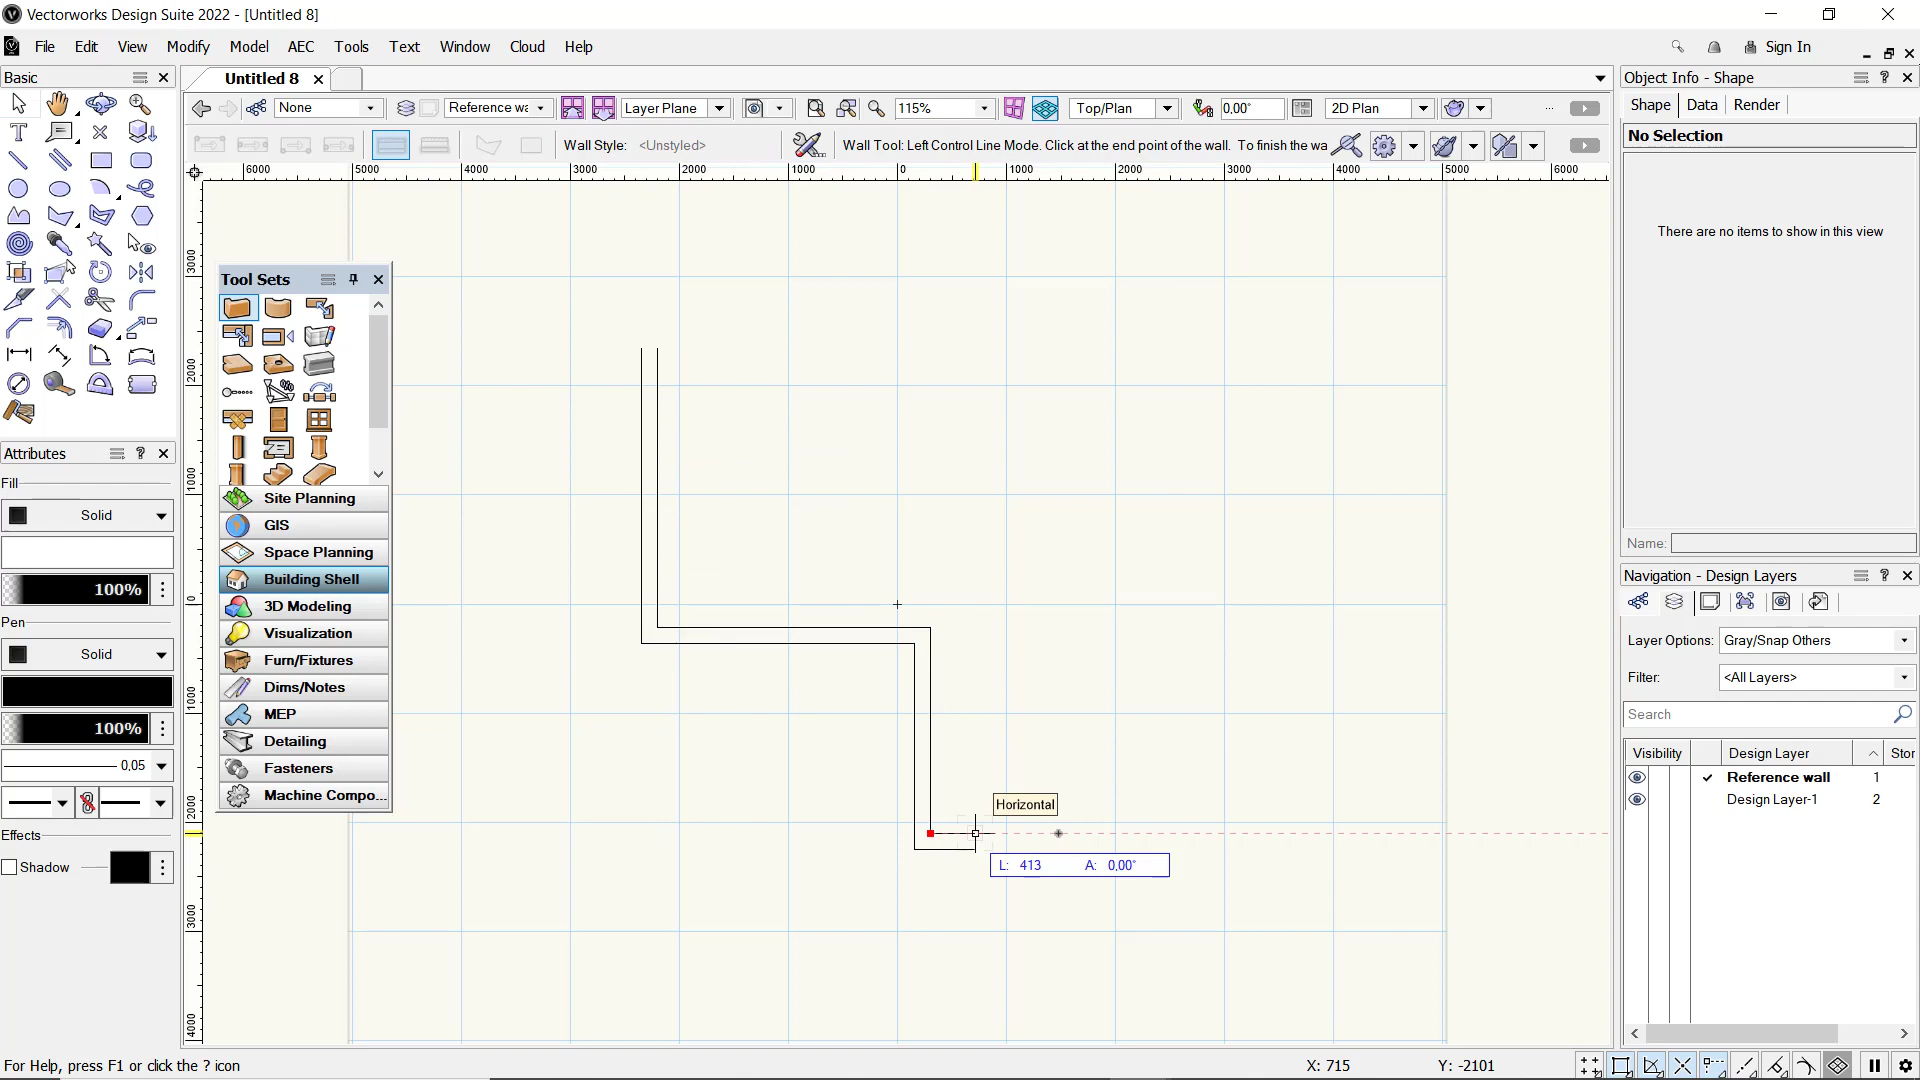 Vectorworks Design Suite 2022 - [Untitled 8]
File Edit View Modify Model AEC Tools Text Window Cloud Help
Sign In
Basic
Untitled 8
None
Reference wa
Layer Plane
115%
Top/Plan
0,00°
2D Plan
...
Wall Style: <Unstyled>
Wall Tool: Left Control Line Mode. Click at the end point of the wall. To finish the wa
6000 5000 4000 3000 2000 1000 0 1000 2000 3000 4000 5000 6000
3000
2000
1000
0
1000
2000
3000
4000
Tool Sets
Site Planning
GIS
Space Planning
Building Shell
3D Modeling
Visualization
Furn/Fixtures
Dims/Notes
MEP
Detailing
Fasteners
Machine Compo...
Attributes
Fill
Solid
100%
Pen
Solid
100%
0,05
Effects
Shadow
Horizontal
L: 413 A: 0,00°
Object Info - Shape
Shape Data Render
No Selection
There are no items to show in this view
Name:
Navigation - Design Layers
Layer Options: Gray/Snap Others
Filter: <All Layers>
Search
Visibility Design Layer Stor
Reference wall 1
Design Layer-1 2
For Help, press F1 or click the ? icon
X: 715 Y: -2101